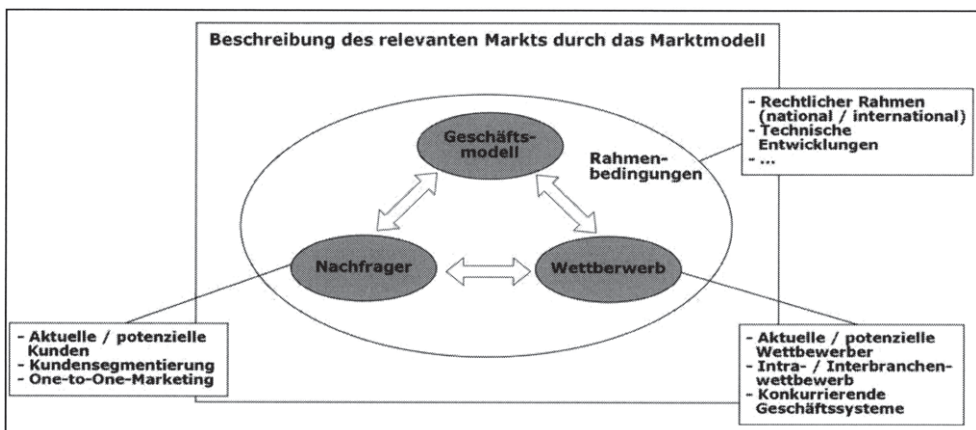 Beschreibung des relevanten Markts durch das Marktmodell
- Rechtlicher Rahmen
(national / international)
- Technische
Entwicklungen
- ...
Geschäfts-
modell
Rahmen-
bedingungen
Nachfrager
Wettberwerb
- Aktuelle / potenzielle
Kunden
- Kundensegmentierung
- One-to-One-Marketing
- Aktuelle / potenzielle
Wettbewerber
- Intra- / Interbranchen-
wettbewerb
- Konkurrierende
Geschäftssysteme